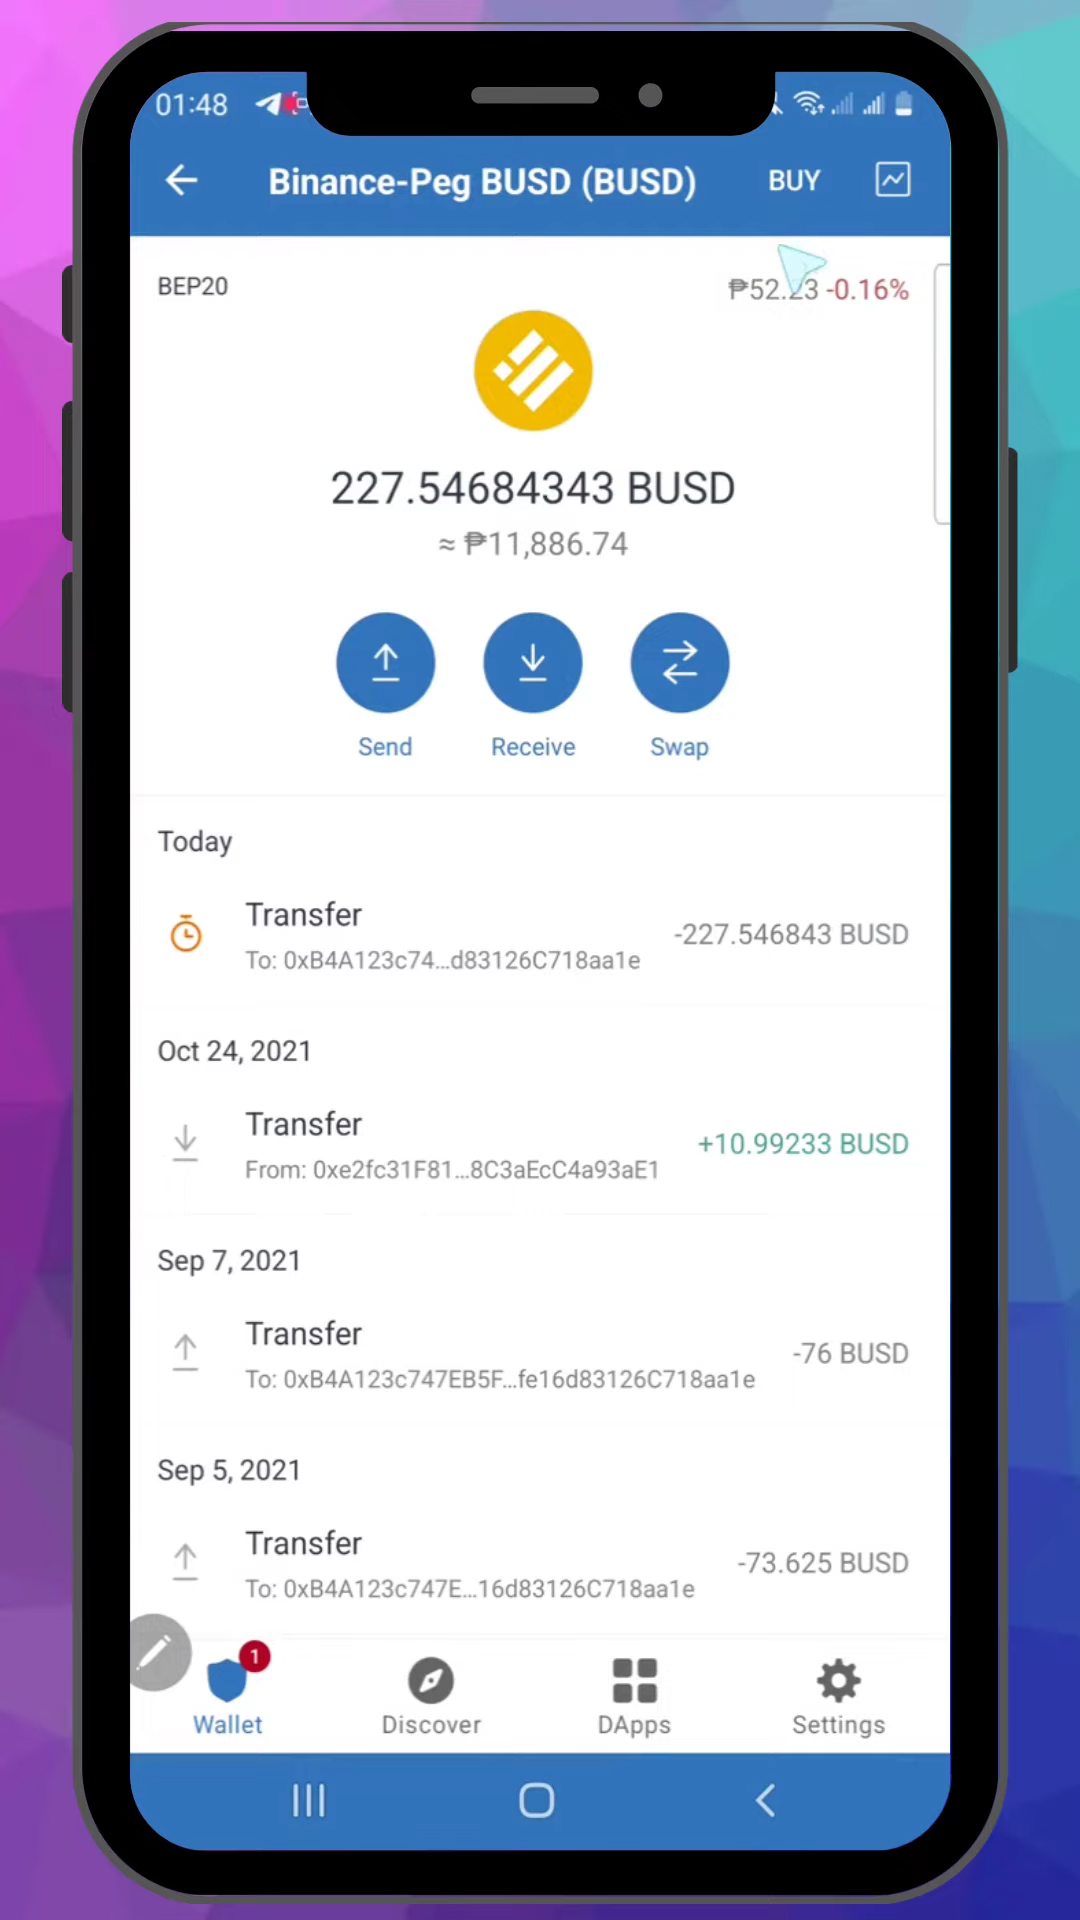 01:48
Binance-Peg BUSD (BUSD)
BUY
BEP20
₱52.23 -0.16%
227.54684343 BUSD
≈ ₱11,886.74
Send
Receive
Swap
Today
Transfer
-227.546843 BUSD
To: 0xB4A123c74...d83126C718aa1e
Oct 24, 2021
Transfer
+10.99233 BUSD
From: 0xe2fc31F81...8C3aEcC4a93aE1
Sep 7, 2021
Transfer
-76 BUSD
To: 0xB4A123c747EB5F...fe16d83126C718aa1e
Sep 5, 2021
Transfer
-73.625 BUSD
To: 0xB4A123c747E...16d83126C718aa1e
1
Wallet
Discover
DApps
Settings